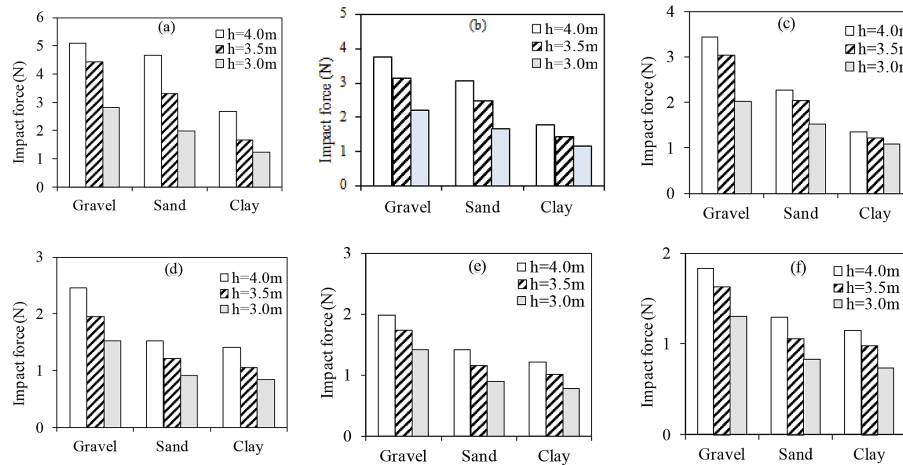 (a)
h=4.0m
h=3.5m
h=3.0m
Impact force (N)
6
5
4
3
2
1
0
Gravel Sand Clay
(b)
h=4.0m
h=3.5m
h=3.0m
Impact force (N)
5
4
3
2
1
0
Gravel Sand Clay
(c)
h=4.0m
h=3.5m
h=3.0m
Impact force (N)
4
3
2
1
0
Gravel Sand Clay
(d)
h=4.0m
h=3.5m
h=3.0m
Impact force (N)
3
2
1
0
Gravel Sand Clay
(e)
h=4.0m
h=3.5m
h=3.0m
Impact force (N)
3
2
1
0
Gravel Sand Clay
(f)
h=4.0m
h=3.5m
h=3.0m
Impact force (N)
2
1
0
Gravel Sand Clay